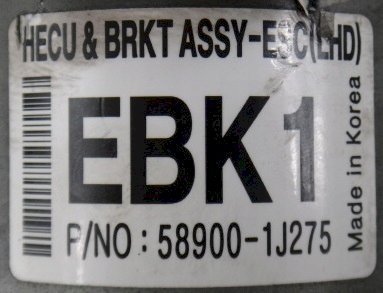 HECU & BRKT ASSY-ESC(LHD)
EBK1
P/NO : 58900-1J275
Made in Korea